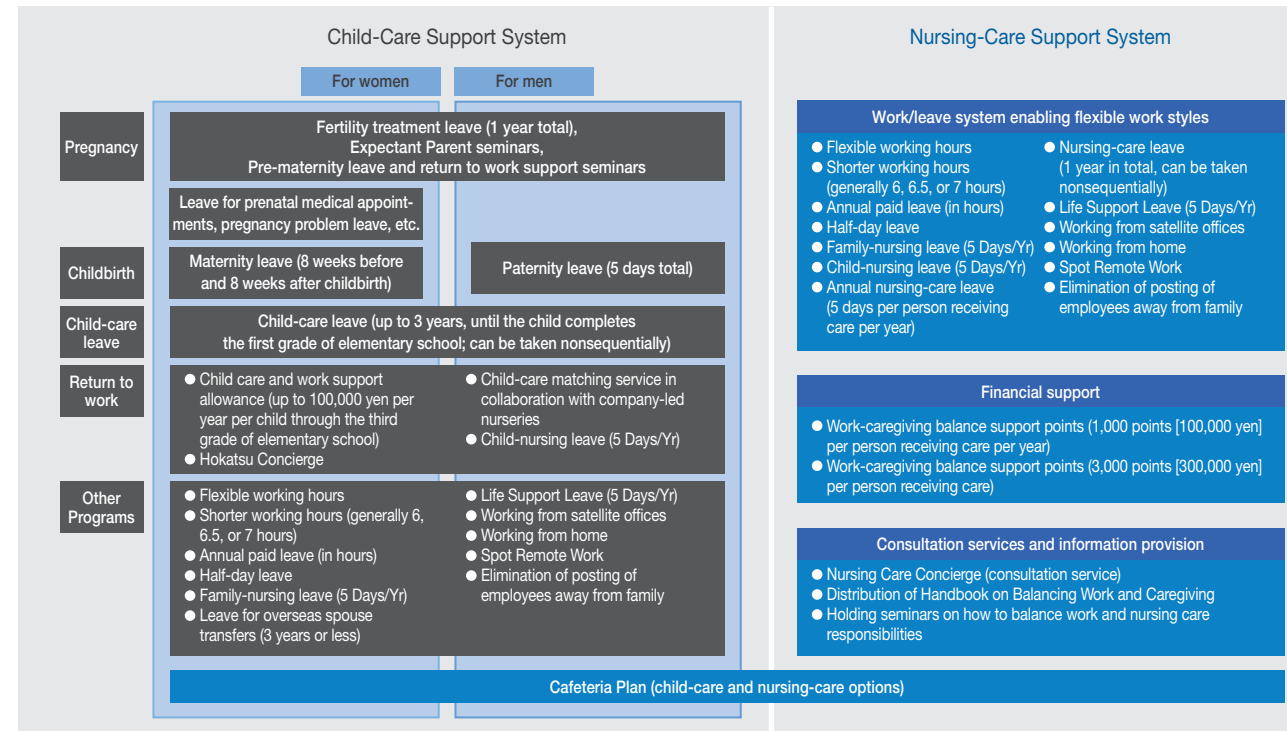 Child-Care Support System
For women
For men
Pregnancy
Fertility treatment leave (1 year total),
Expectant Parent seminars,
Pre-maternity leave and return to work support seminars
Leave for prenatal medical appoint-
ments, pregnancy problem leave, etc.
Childbirth
Maternity leave (8 weeks before
and 8 weeks after childbirth)
Paternity leave (5 days total)
Child-care
leave
Child-care leave (up to 3 years, until the child completes
the first grade of elementary school; can be taken nonsequentially)
Return to
work
● Child care and work support
allowance (up to 100,000 yen per
year per child through the third
grade of elementary school)
● Hokatsu Concierge
● Child-care matching service in
collaboration with company-led
nurseries
● Child-nursing leave (5 Days/Yr)
Other
Programs
● Flexible working hours
● Shorter working hours (generally 6,
6.5, or 7 hours)
● Annual paid leave (in hours)
● Half-day leave
● Family-nursing leave (5 Days/Yr)
● Leave for overseas spouse
transfers (3 years or less)
● Life Support Leave (5 Days/Yr)
● Working from satellite offices
● Working from home
● Spot Remote Work
● Elimination of posting of
employees away from family
Nursing-Care Support System
Work/leave system enabling flexible work styles
● Flexible working hours
● Shorter working hours
(generally 6, 6.5, or 7 hours)
● Annual paid leave (in hours)
● Half-day leave
● Family-nursing leave (5 Days/Yr)
● Child-nursing leave (5 Days/Yr)
● Annual nursing-care leave
(5 days per person receiving
care per year)
● Nursing-care leave
(1 year in total, can be taken
nonsequentially)
● Life Support Leave (5 Days/Yr)
● Working from satellite offices
● Working from home
● Spot Remote Work
● Elimination of posting of
employees away from family
Financial support
● Work-caregiving balance support points (1,000 points [100,000 yen]
per person receiving care per year)
● Work-caregiving balance support points (3,000 points [300,000 yen]
per person receiving care)
Consultation services and information provision
● Nursing Care Concierge (consultation service)
● Distribution of Handbook on Balancing Work and Caregiving
● Holding seminars on how to balance work and nursing care
responsibilities
Cafeteria Plan (child-care and nursing-care options)